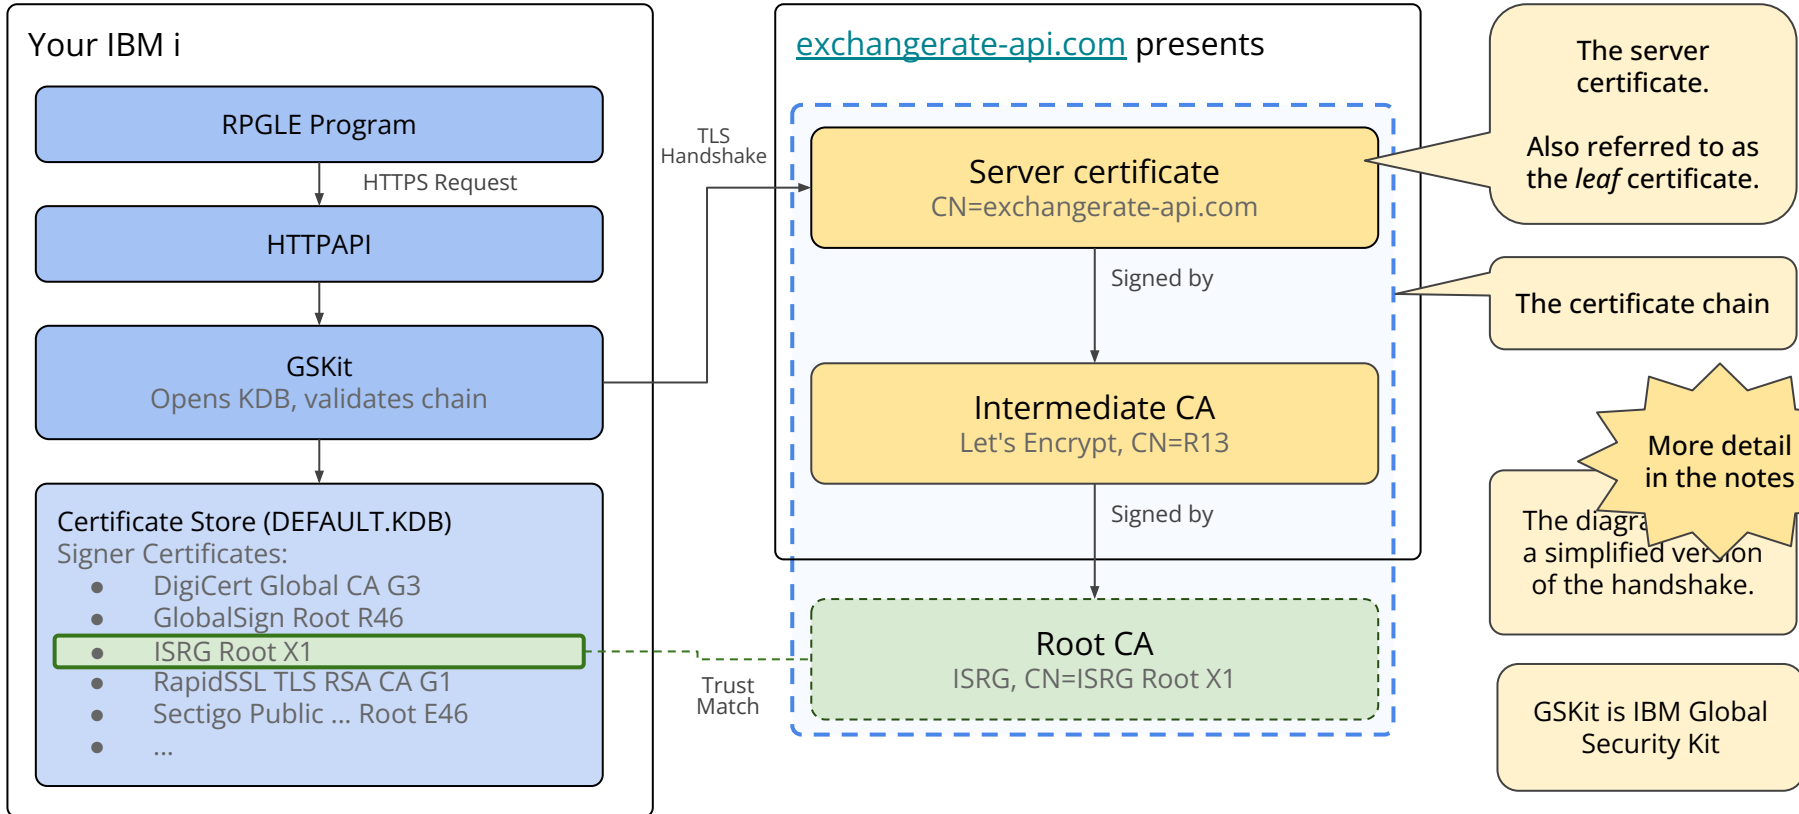 Your IBM i
RPGLE Program
HTTPS Request
HTTPAPI
GSKit
Opens KDB, validates chain
Certificate Store (DEFAULT.KDB)
Signer Certificates:
● DigiCert Global CA G3
● GlobalSign Root R46
● ISRG Root X1
● RapidSSL TLS RSA CA G1
● Sectigo Public ... Root E46
● ...
TLS
Handshake
Trust
Match
exchangerate-api.com presents
Server certificate
CN=exchangerate-api.com
Signed by
Intermediate CA
Let's Encrypt, CN=R13
Signed by
Root CA
ISRG, CN=ISRG Root X1
The server
certificate.
Also referred to as
the leaf certificate.
The certificate chain
More detail
in the notes
The
a simplified version
of the handshake.
GSKit is IBM Global
Security Kit